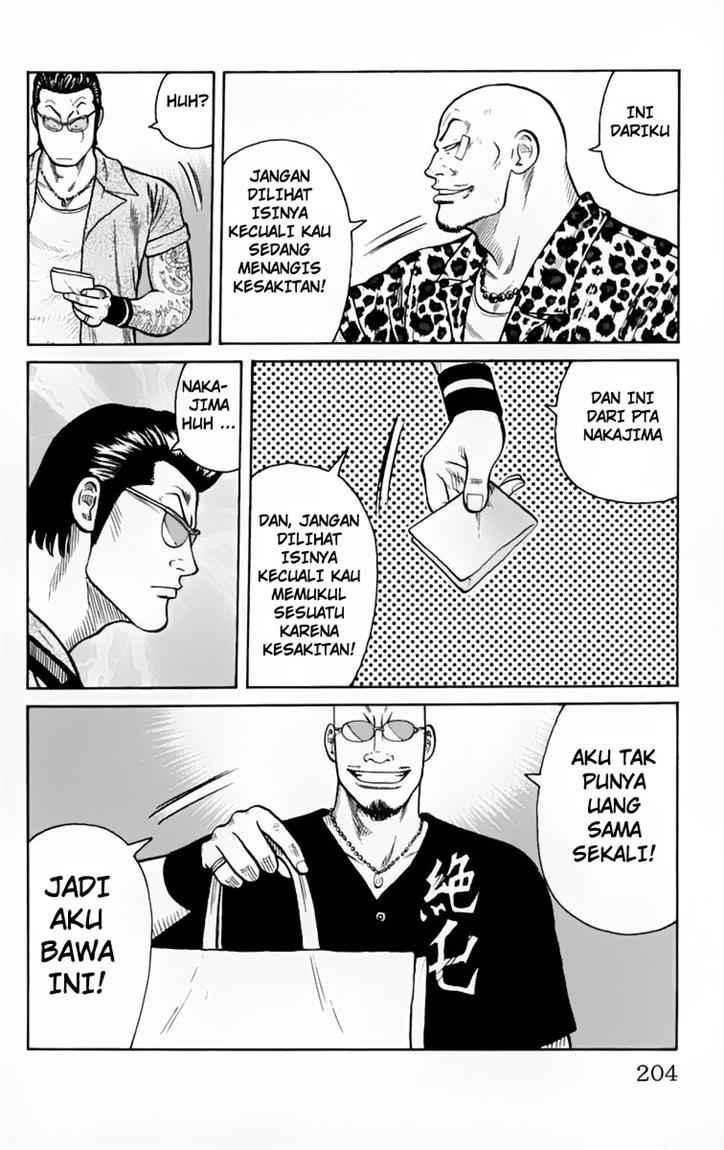 INI
DARIKU
JANGAN
DILIHAT
ISINYA
KECUALI KAU
SEDANG
MENANGIS
KESAKITAN!
HUH?
DAN INI
DARI PTA
NAKAJIMA
DAN, JANGAN
DILIHAT
ISINYA
KECUALI KAU
MEMUKUL
SESUATU
KARENA
KESAKITAN!
NAKA-
JIMA
HUH ...
AKU TAK
PUNYA
UANG
SAMA
SEKALI!
JADI
AKU
BAWA
INI!
絶
204